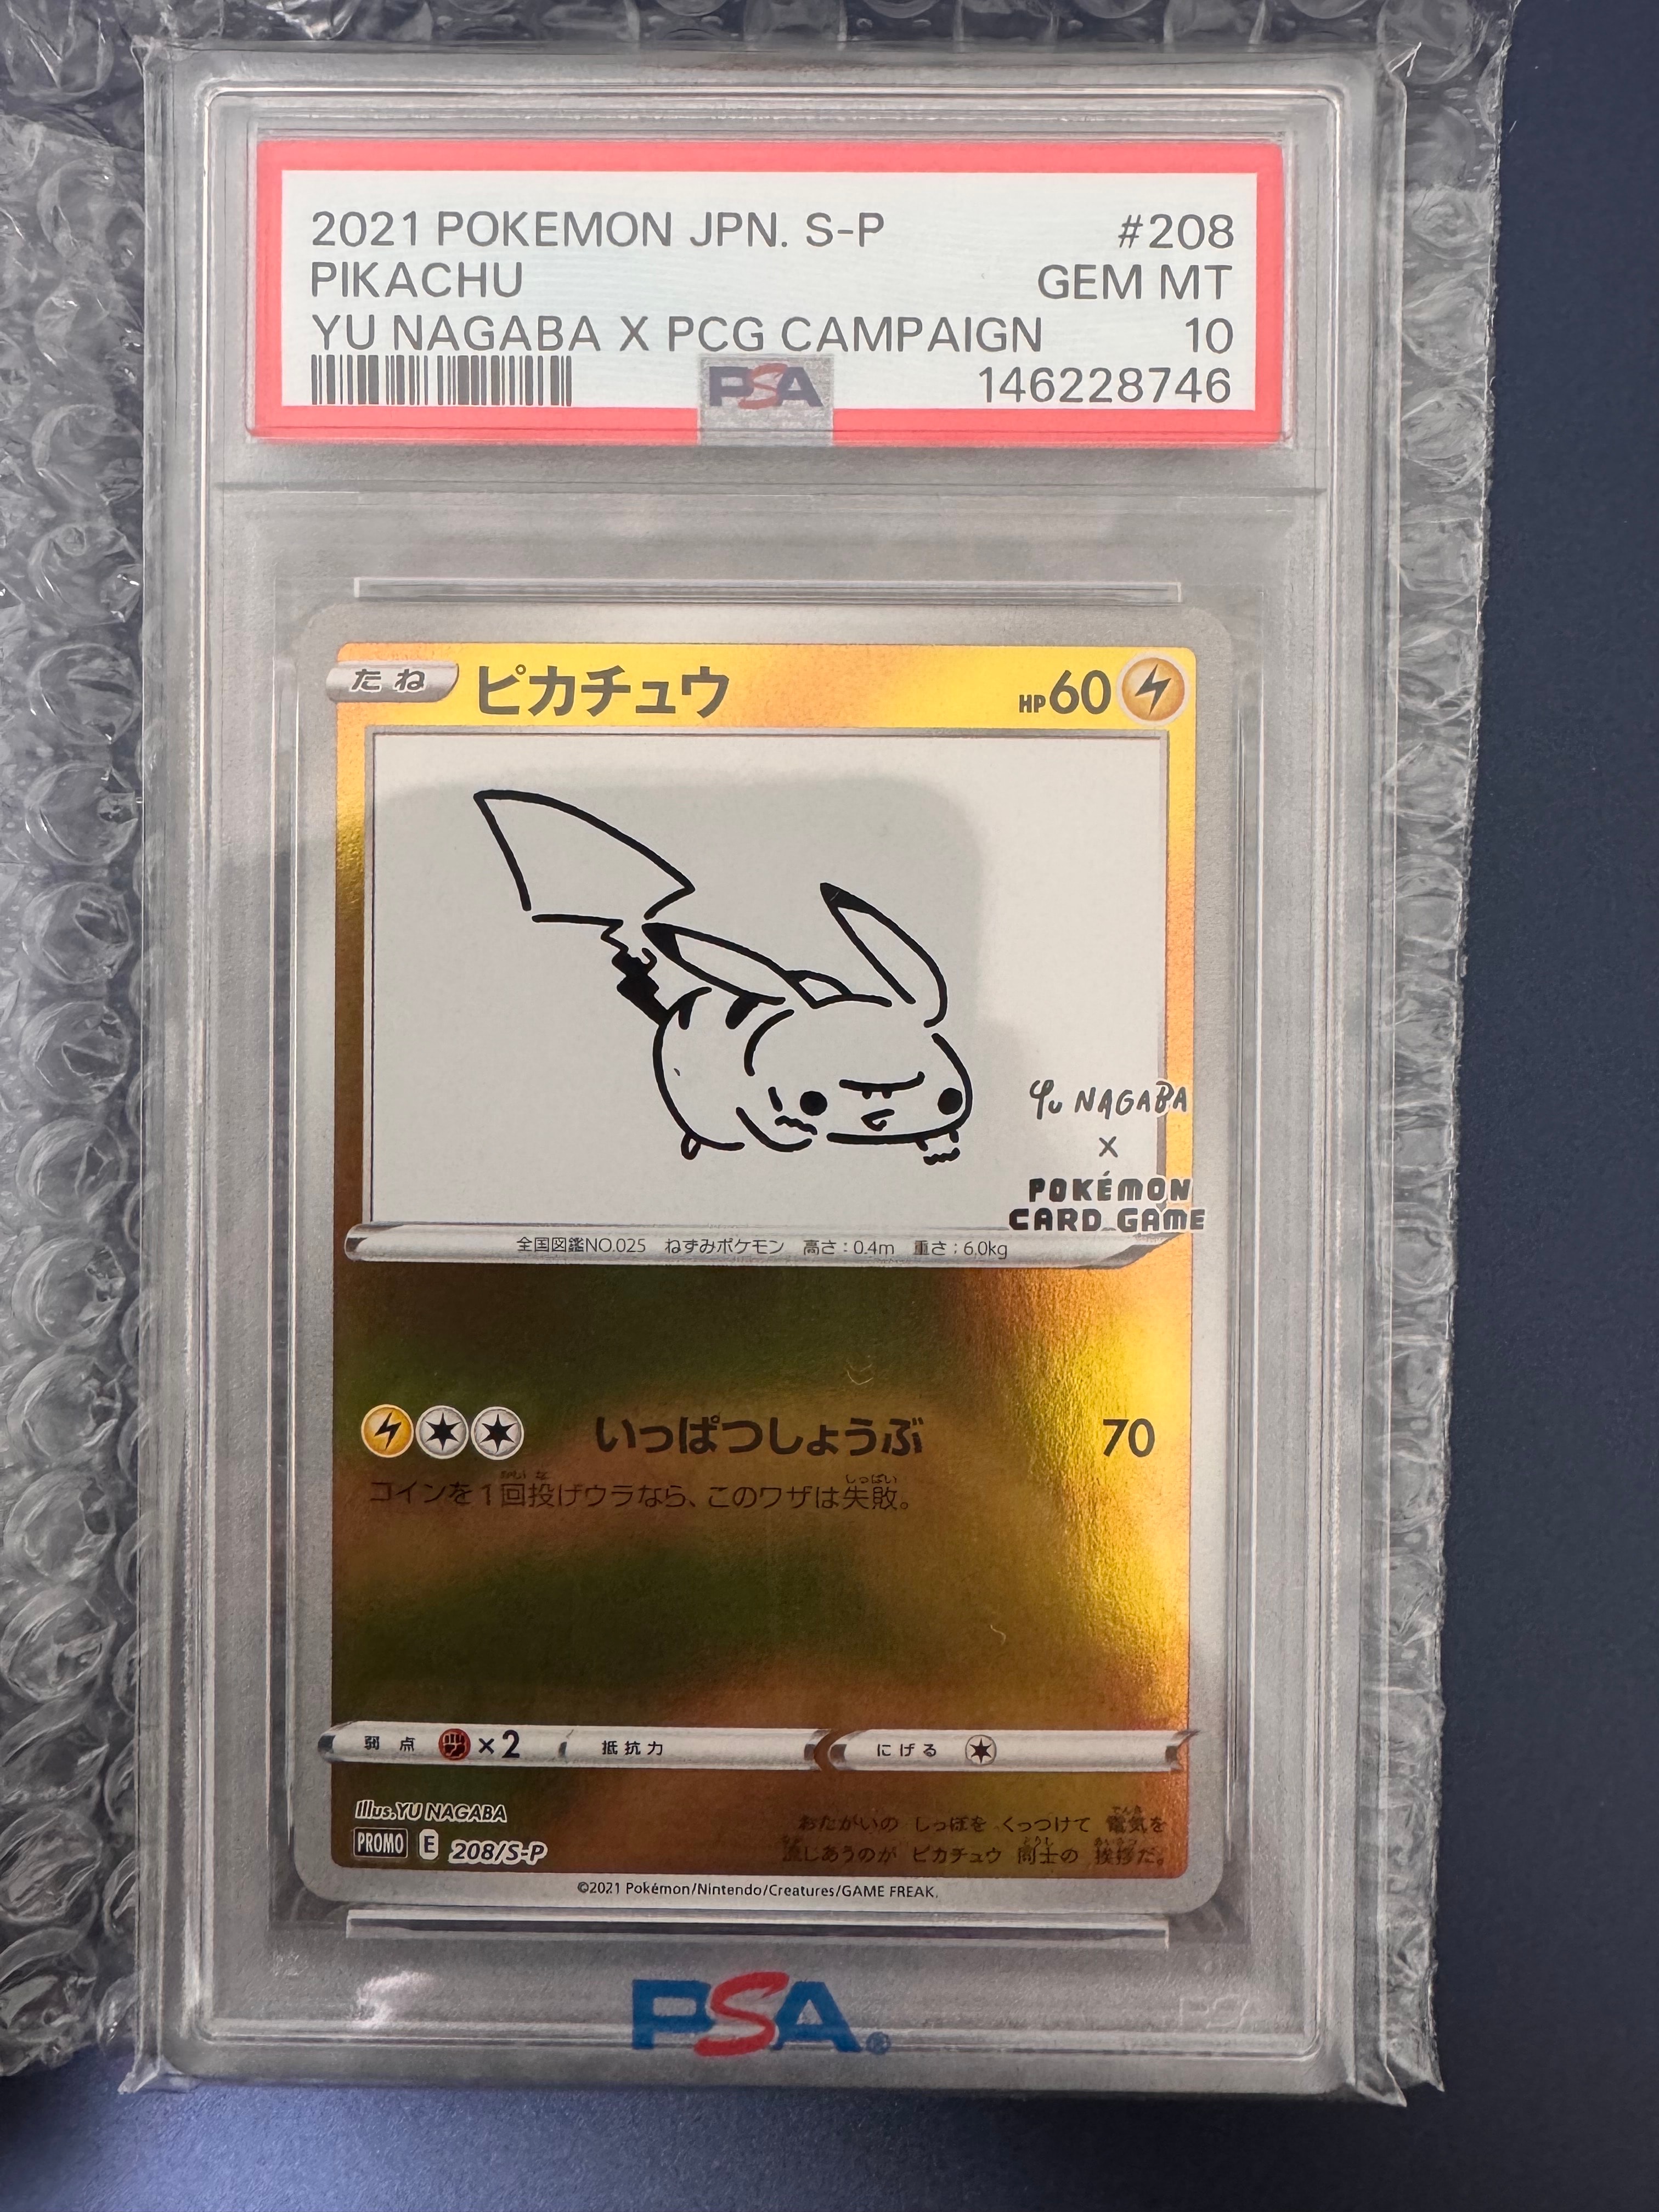 2021 POKEMON JPN. S-P #208
PIKACHU GEM MT
YU NAGABA X PCG CAMPAIGN 10
PSA 146228746
たね ピカチュウ HP60
YU NAGABA
X
POKÉMON
CARD GAME
全国図鑑NO.025 ねずみポケモン 高さ:0.4m 重さ:6.0kg
いっぱつしょうぶ 70
コインを1回投げウラなら、このワザは失敗。
弱点 ×2 抵抗力 にげる
Illus.YU NAGABA
PROMO E 208/S-P
おたがいの しっぽを くっつけて 電気を
流しあうのが ピカチュウ 同士の 挨拶だ。
©2021 Pokémon/Nintendo/Creatures/GAME FREAK.
PSA®
PSA